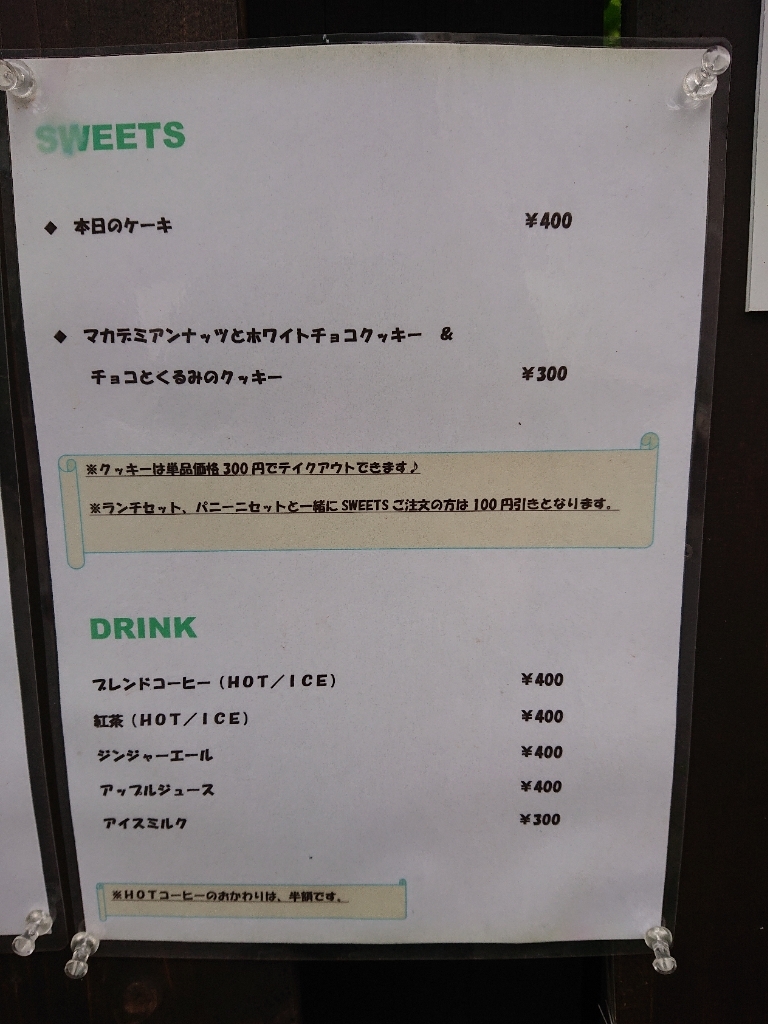 SWEETS
◆ 本日のケーキ ¥400
◆ マカデミアンナッツとホワイトチョコクッキー &
チョコとくるみのクッキー ¥300
※クッキーは単品価格300円でテイクアウトできます♪
※ランチセット、パニーニセットと一緒にSWEETSご注文の方は100円引きとなります。
DRINK
ブレンドコーヒー（HOT／ICE） ¥400
紅茶（HOT／ICE） ¥400
ジンジャーエール ¥400
アップルジュース ¥400
アイスミルク ¥300
※HOTコーヒーのおかわりは、半額です。